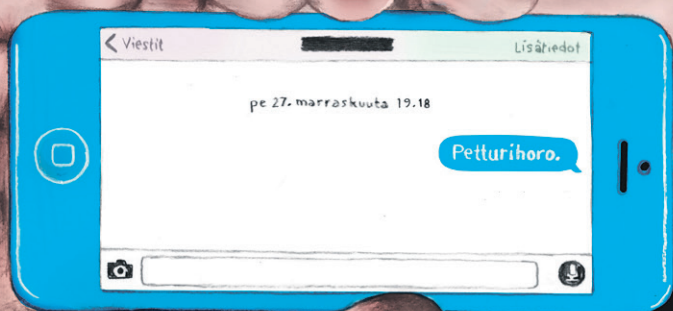 Viestit
Lisätiedot
pe 27. marraskuuta 19.18
Petturihoro.